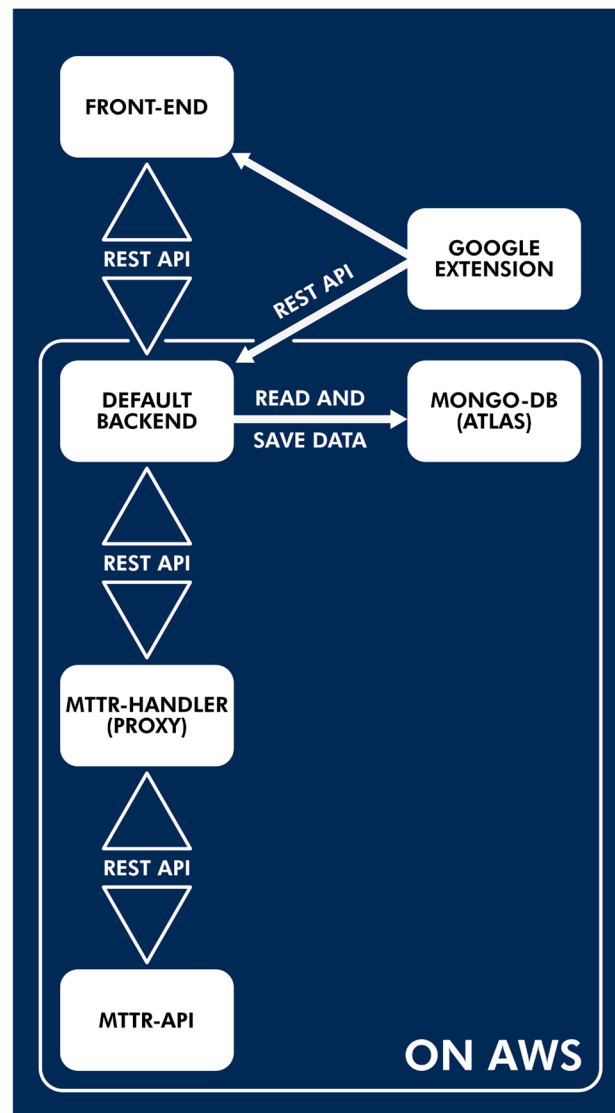 FRONT-END
REST API
GOOGLE
EXTENSION
REST API
DEFAULT
BACKEND
READ AND
SAVE DATA
MONGO-DB
(ATLAS)
REST API
MTTR-HANDLER
(PROXY)
REST API
MTTR-API
ON AWS